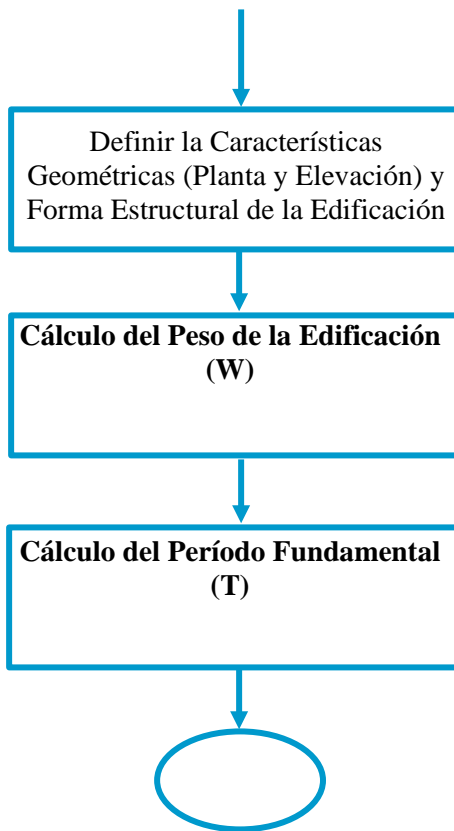 Definir la Características
Geométricas (Planta y Elevación) y
Forma Estructural de la Edificación
Cálculo del Peso de la Edificación
(W)
Cálculo del Período Fundamental
(T)